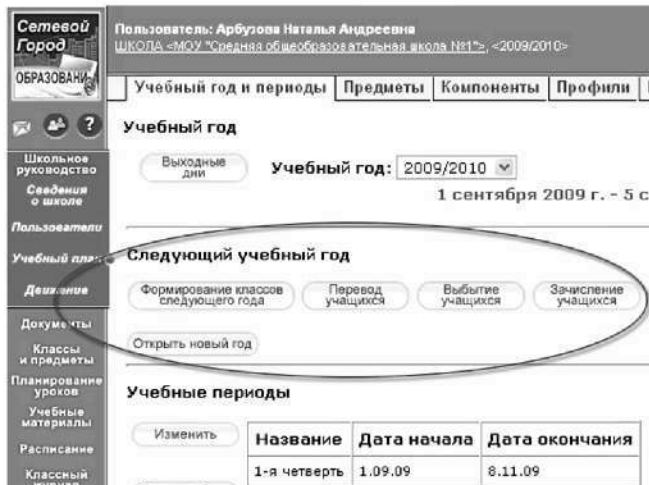 Сетевой
Город
ОБРАЗОВАНИ
Пользователь: Арбузова Наталья Андреевна
ШКОЛА <МОУ "Средняя общеобразовательная школа №1">, <2009/2010>
Учебный год и периоды Предметы Компоненты Профили
?
Учебный год
Выходные
дни
Учебный год: 2009/2010
1 сентября 2009 г. - 5 с
Школьное
руководство
Сведения
о школе
Пользователи
Учебный план
Движение
Документы
Классы
и предметы
Планирование
уроков
Учебные
материалы
Расписание
Классный
журнал
Следующий учебный год
Формирование классов
следующего года
Перевод
учащихся
Выбытие
учащихся
Зачисление
учащихся
Открыть новый год
Учебные периоды
Изменить
Название Дата начала Дата окончания
1-я четверть 1.09.09 8.11.09